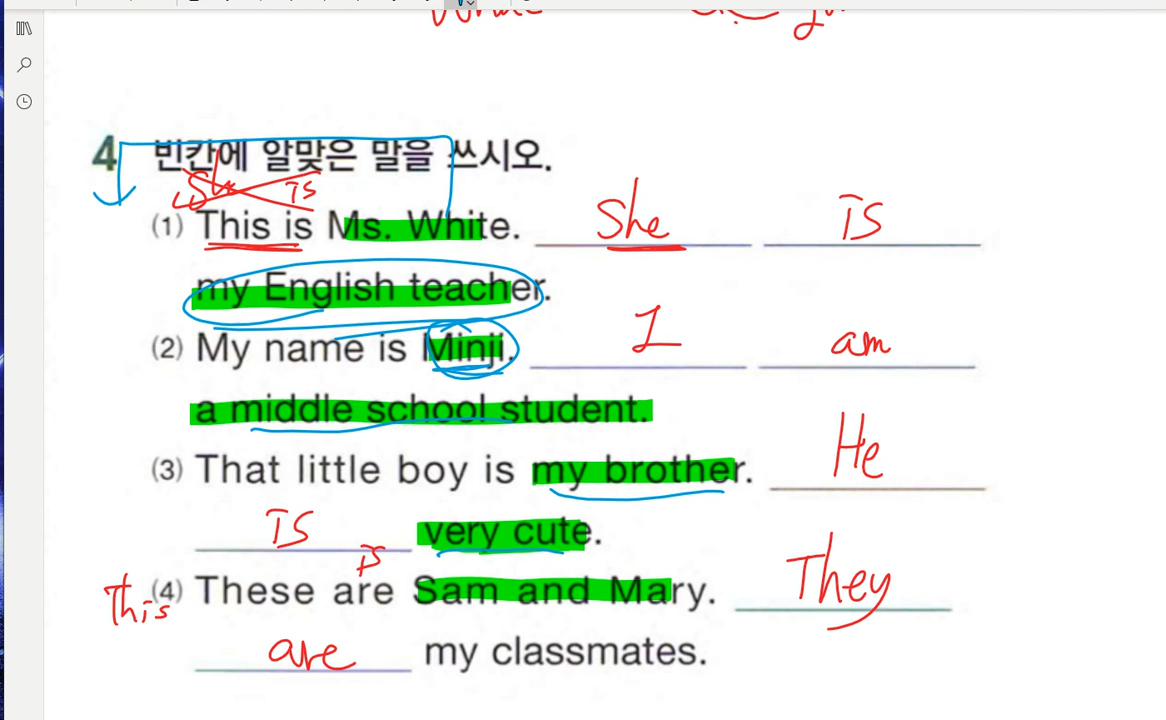 4 빈칸에 알맞은 말을 쓰시오.
She is
(1) This is Ms. White. She is
my English teacher.
(2) My name is Minji. I am
a middle school student.
(3) That little boy is my brother. He
is very cute.
is
This (4) These are Sam and Mary. They
are my classmates.